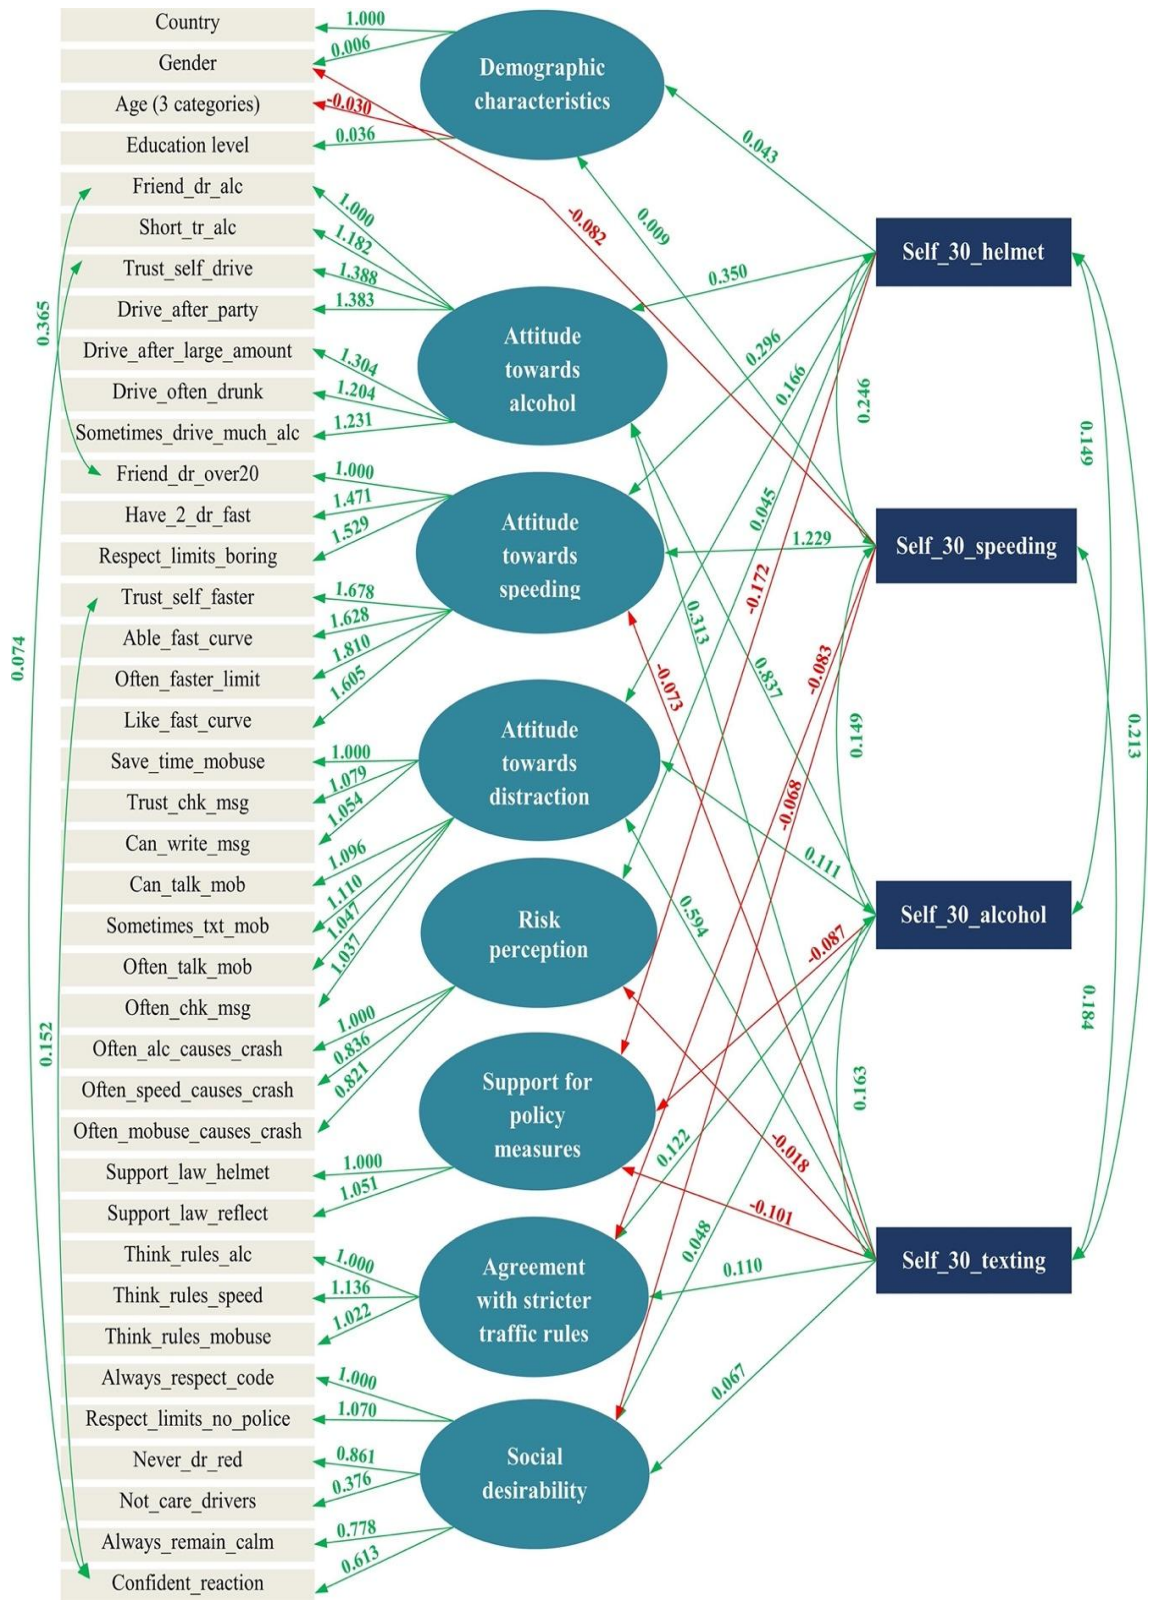 Country
Gender
Age (3 categories)
Education level
Friend_dr_alc
Short_tr_alc
Trust_self_drive
Drive_after_party
Drive_after_large_amount
Drive_often_drunk
Sometimes_drive_much_alc
Friend_dr_over20
Have_2_dr_fast
Respect_limits_boring
Trust_self_faster
Able_fast_curve
Often_faster_limit
Like_fast_curve
Save_time_mobuse
Trust_chk_msg
Can_write_msg
Can_talk_mob
Sometimes_txt_mob
Often_talk_mob
Often_chk_msg
Often_alc_causes_crash
Often_speed_causes_crash
Often_mobuse_causes_crash
Support_law_helmet
Support_law_reflect
Think_rules_alc
Think_rules_speed
Think_rules_mobuse
Always_respect_code
Respect_limits_no_police
Never_dr_red
Not_care_drivers
Always_remain_calm
Confident_reaction
0.365
0.074
0.152
1.000
0.006
-0.030
0.036
1.000
1.182
1.388
1.383
1.304
1.204
1.231
1.000
1.471
1.529
1.678
1.628
1.810
1.605
1.000
1.079
1.054
1.096
1.110
1.047
1.037
1.000
0.836
0.821
1.000
1.051
1.000
1.136
1.022
1.000
1.070
0.861
0.376
0.778
0.613
Demographic
characteristics
Attitude
towards
alcohol
Attitude
towards
speeding
Attitude
towards
distraction
Risk
perception
Support for
policy
measures
Agreement
with stricter
traffic rules
Social
desirability
0.043
0.009
-0.082
0.350
0.296
0.166
0.045
-0.172
0.246
1.229
0.313
0.837
-0.073
-0.083
-0.068
0.149
0.111
0.594
-0.087
0.122
-0.018
0.163
-0.101
0.048
0.110
0.067
Self_30_helmet
Self_30_speeding
Self_30_alcohol
Self_30_texting
0.149
0.213
0.184